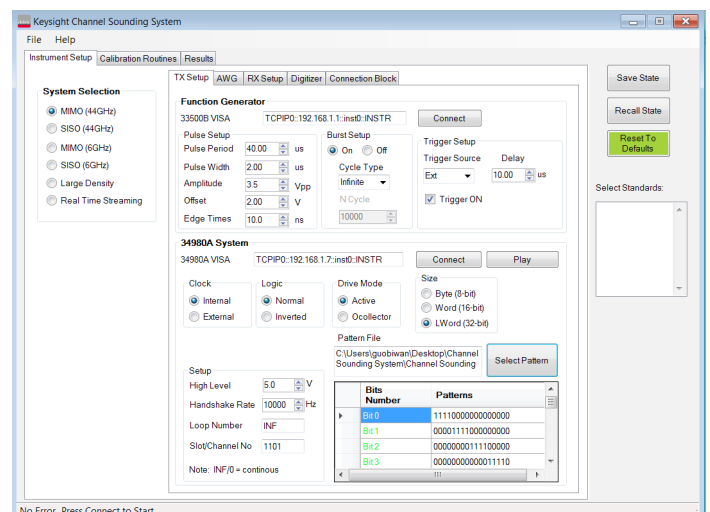 Keysight Channel Sounding System
File Help
Instrument Setup Calibration Routines Results
System Selection
MIMO (44GHz)
SISO (44GHz)
MIMO (6GHz)
SISO (6GHz)
Large Density
Real Time Streaming
TX Setup AWG RX Setup Digitizer Connection Block
Function Generator
33500B VISA TCPIP0::192.168.1.1::inst0::INSTR Connect
Pulse Setup
Pulse Period 40.00 us
Pulse Width 2.00 us
Amplitude 3.5 Vpp
Offset 2.00 V
Edge Times 10.0 ns
Burst Setup
On Off
Cycle Type
Infinite
N Cycle
10000
Trigger Setup
Trigger Source Delay
Ext 10.00 us
Trigger ON
34980A System
34980A VISA TCPIP0::192.168.1.7::inst0::INSTR Connect Play
Clock
Internal
External
Logic
Normal
Inverted
Drive Mode
Active
Ocollector
Size
Byte (8-bit)
Word (16-bit)
LWord (32-bit)
Pattern File
C:\Users\guobiwan\Desktop\Channel
Sounding System\Channel Sounding
Select Pattern
Setup
High Level 5.0 V
Handshake Rate 10000 Hz
Loop Number INF
Slot/Channel No 1101
Note: INF/0 = continous
Bits Number Patterns
Bit 0 11110000000000000
Bit 1 00001111000000000
Bit 2 00000000111100000
Bit 3 00000000000011110
Save State
Recall State
Reset To
Defaults
Select Standards:
No Error. Press Connect to Start